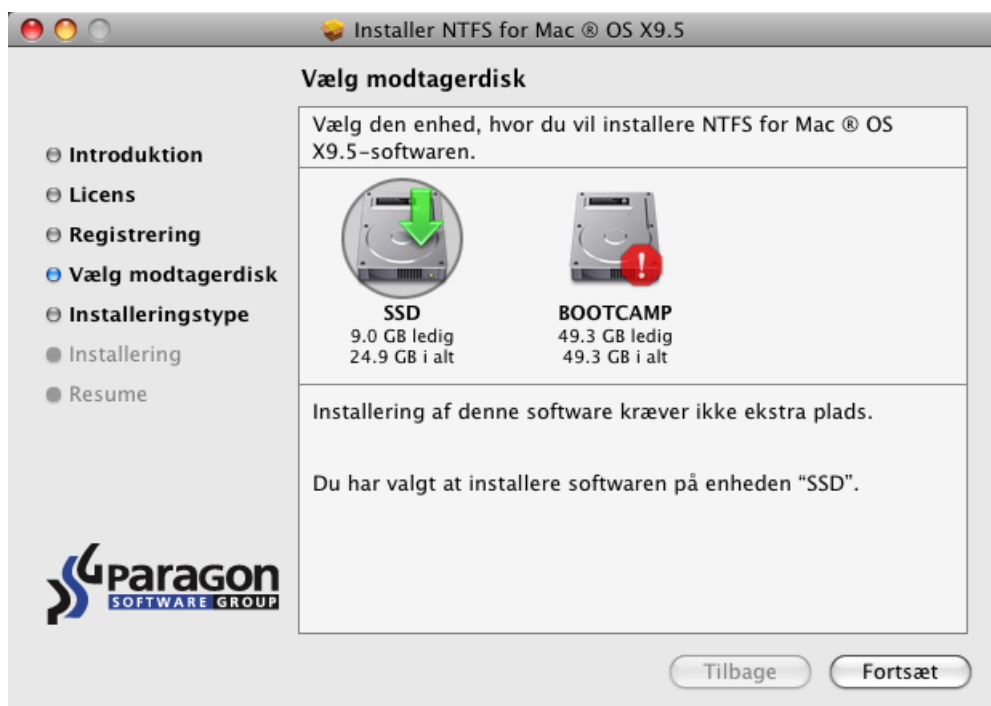 Installer NTFS for Mac ® OS X9.5
Vælg modtagerdisk
Vælg den enhed, hvor du vil installere NTFS for Mac ® OS
X9.5-softwaren.
Introduktion
Licens
Registrering
Vælg modtagerdisk
Installeringstype
Installering
Resume
SSD
9.0 GB ledig
24.9 GB i alt
BOOTCAMP
49.3 GB ledig
49.3 GB i alt
Installering af denne software kræver ikke ekstra plads.
Du har valgt at installere softwaren på enheden “SSD”.
Paragon
SOFTWARE GROUP
Tilbage
Fortsæt